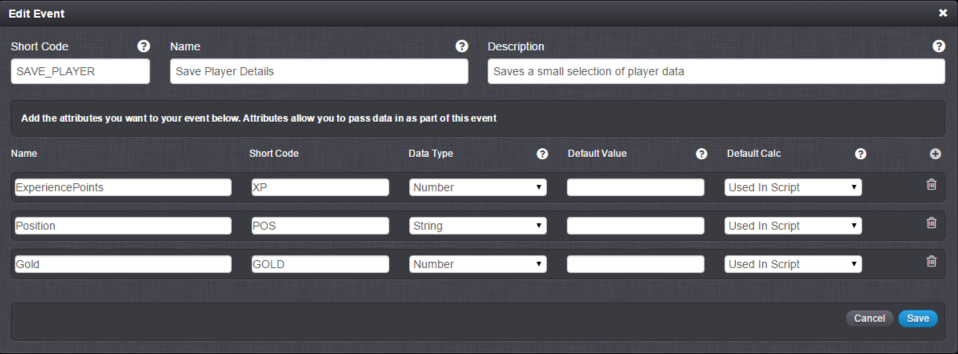 Edit Event
Short Code ? Name ? Description ?
SAVE_PLAYER Save Player Details Saves a small selection of player data
Add the attributes you want to your event below. Attributes allow you to pass data in as part of this event
Name Short Code Data Type ? Default Value ? Default Calc ?
ExperiencePoints XP Number Used In Script
Position POS String Used In Script
Gold GOLD Number Used In Script
Cancel Save